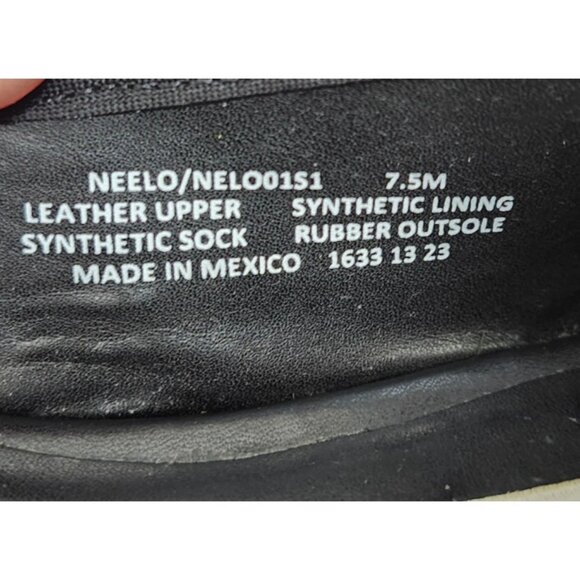 NEELO/NELO01S1 7.5M
LEATHER UPPER SYNTHETIC LINING
SYNTHETIC SOCK RUBBER OUTSOLE
MADE IN MEXICO 1633 13 23